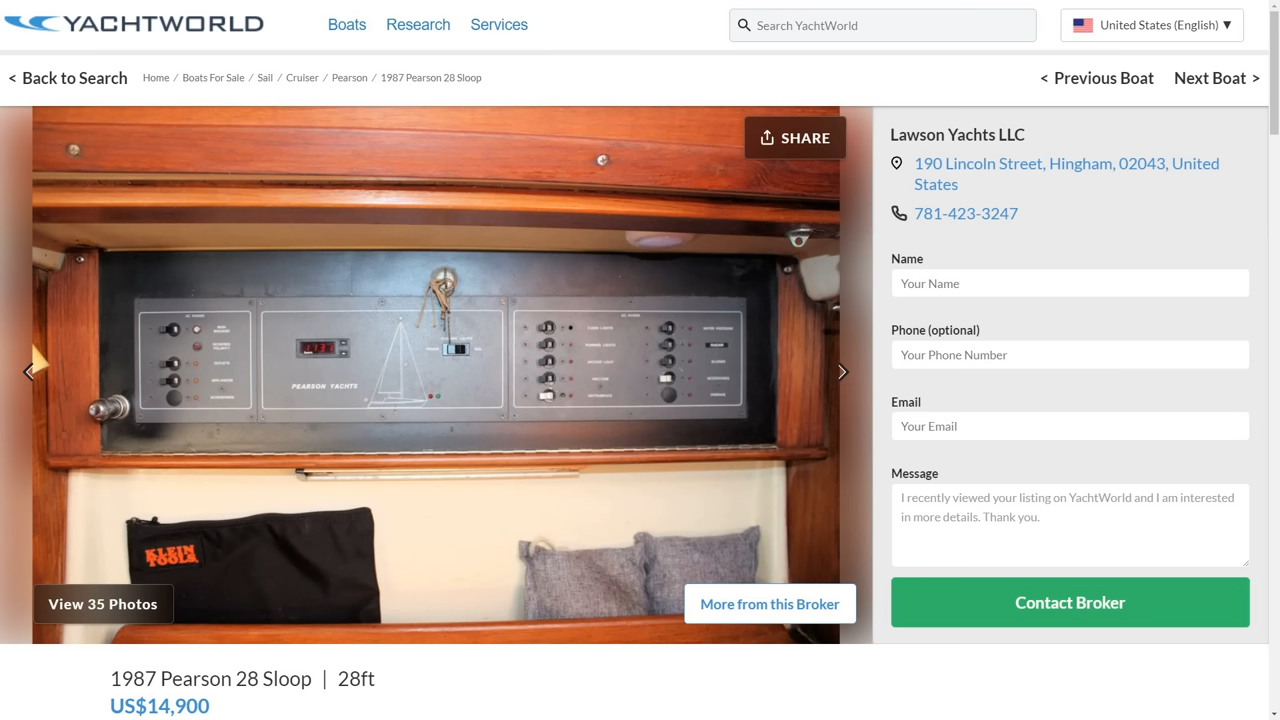 YACHTWORLD
Boats
Research
Services
Search YachtWorld
United States (English) ▼
< Back to Search
Home / Boats For Sale / Sail / Cruiser / Pearson / 1987 Pearson 28 Sloop
< Previous Boat
Next Boat >
SHARE
PEARSON YACHTS
KLEIN
TOOLS
View 35 Photos
More from this Broker
Lawson Yachts LLC
190 Lincoln Street, Hingham, 02043, United
States
781-423-3247
Name
Your Name
Phone (optional)
Your Phone Number
Email
Your Email
Message
I recently viewed your listing on YachtWorld and I am interested
in more details. Thank you.
Contact Broker
1987 Pearson 28 Sloop | 28ft
US$14,900